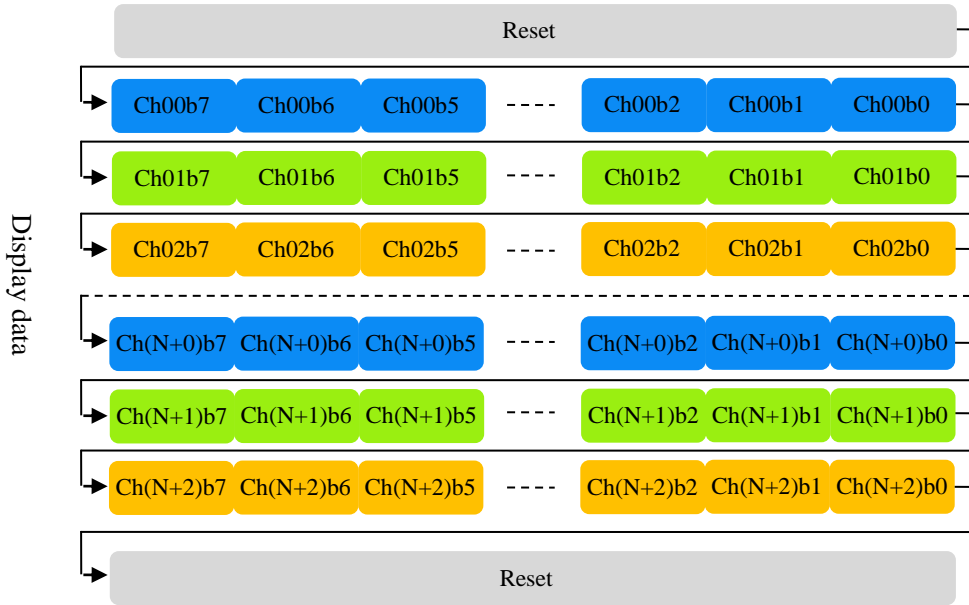 Reset
Ch00b7 Ch00b6 Ch00b5 ---- Ch00b2 Ch00b1 Ch00b0
Ch01b7 Ch01b6 Ch01b5 ---- Ch01b2 Ch01b1 Ch01b0
Ch02b7 Ch02b6 Ch02b5 ---- Ch02b2 Ch02b1 Ch02b0
Display data
Ch(N+0)b7 Ch(N+0)b6 Ch(N+0)b5 ---- Ch(N+0)b2 Ch(N+0)b1 Ch(N+0)b0
Ch(N+1)b7 Ch(N+1)b6 Ch(N+1)b5 ---- Ch(N+1)b2 Ch(N+1)b1 Ch(N+1)b0
Ch(N+2)b7 Ch(N+2)b6 Ch(N+2)b5 ---- Ch(N+2)b2 Ch(N+2)b1 Ch(N+2)b0
Reset